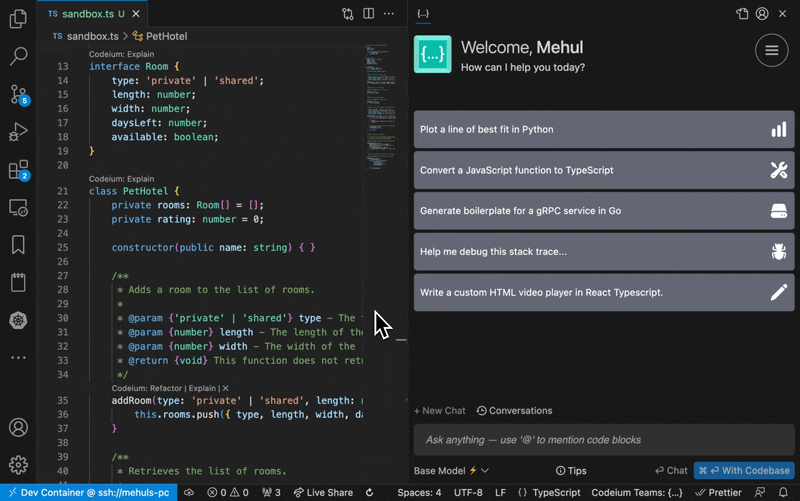 TS sandbox.ts U
TS sandbox.ts > PetHotel
Codeium: Explain
13 interface Room {
14 type: 'private' | 'shared';
15 length: number;
16 width: number;
17 daysLeft: number;
18 available: boolean;
19 }
20
Codeium: Explain
21 class PetHotel {
22 private rooms: Room[] = [];
23 private rating: number = 0;
24
25 constructor(public name: string) { }
26
27 /**
28 * Adds a room to the list of rooms.
29 *
30 * @param {'private' | 'shared'} type – The
31 * @param {number} length – The length of the
32 * @param {number} width – The width of the
33 * @return {void} This function does not
34 */
Codeium: Refactor | Explain | X
35 addRoom(type: 'private' | 'shared', length:
36 this.rooms.push({ type, length, width,
37 }
38
39 /**
40 * Retrieves the list of rooms.
5
2
{...}
{...}
Welcome, Mehul
How can I help you today?
Plot a line of best fit in Python
Convert a JavaScript function to TypeScript
Generate boilerplate for a gRPC service in Go
Help me debug this stack trace...
Write a custom HTML video player in React Typescript.
+ New Chat Conversations
Ask anything — use '@' to mention code blocks
Base Model Tips Chat ⌘ With Codebase
Dev Container @ ssh://mehuls-pc 0 0 3 Live Share Spaces: 4 UTF-8 LF {} TypeScript Codeium Teams: {...} Prettier